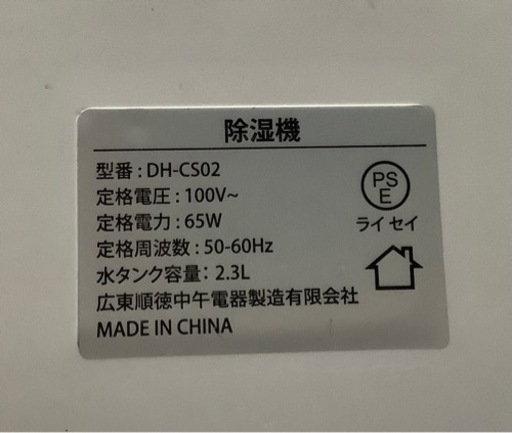 除湿機
型番：DH-CS02
定格電圧：100V~
定格電力：65W
定格周波数：50-60Hz
水タンク容量：2.3L
広東順徳中午電器製造有限会社
MADE IN CHINA
PS
E
ライセイ